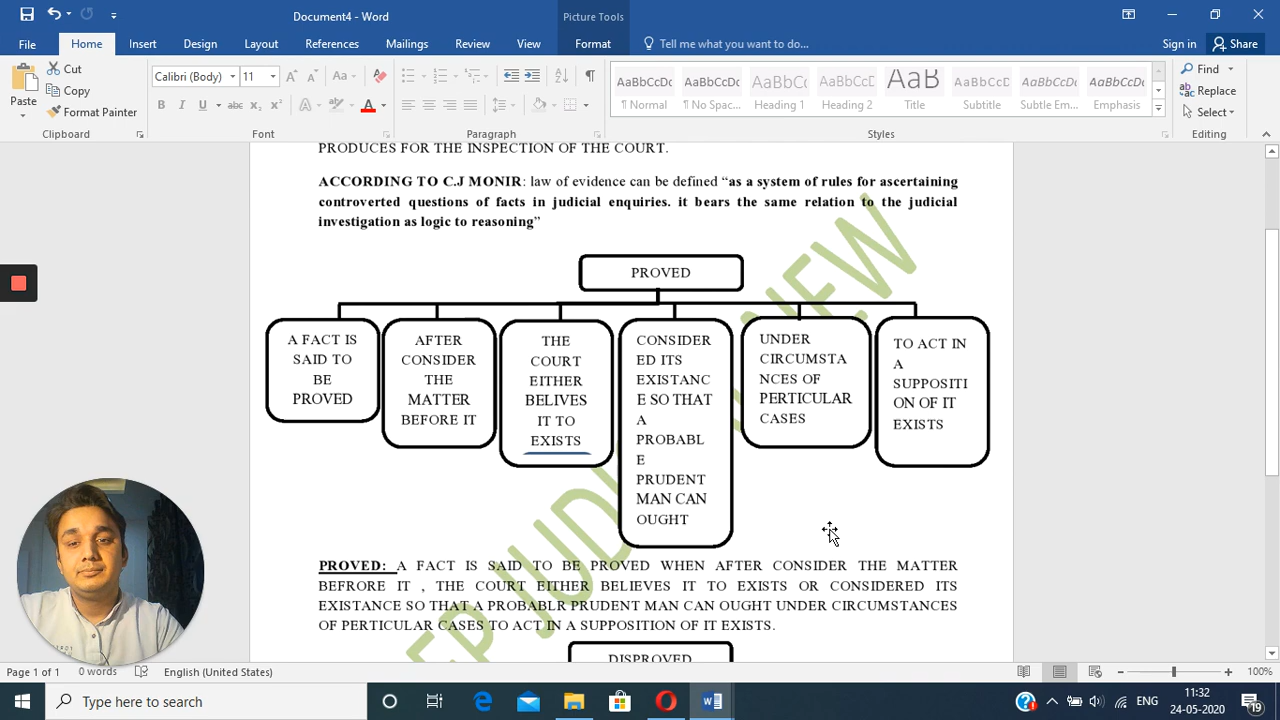 Document4 - Word
Picture Tools
File
Home
Insert
Design
Layout
References
Mailings
Review
View
Format
Tell me what you want to do...
Sign in
Share
Paste
Cut
Copy
Format Painter
Clipboard
Calibri (Body)
11
Font
Paragraph
AaBbCcDc
¶ Normal
AaBbCcDc
¶ No Spac...
AaBbCc
Heading 1
AaBbCcE
Heading 2
AaB
Title
AaBbCcD
Subtitle
AaBbCcDc
Subtle Em...
AaBbCcDc
Emphasis
Styles
Find
Replace
Select
Editing
PRODUCES FOR THE INSPECTION OF THE COURT.
ACCORDING TO C.J MONIR: law of evidence can be defined “as a system of rules for ascertaining
controverted questions of facts in judicial enquiries. it bears the same relation to the judicial
investigation as logic to reasoning”
PROVED
A FACT IS
SAID TO
BE
PROVED
AFTER
CONSIDER
THE
MATTER
BEFORE IT
THE
COURT
EITHER
BELIVES
IT TO
EXISTS
CONSIDER
ED ITS
EXISTANC
E SO THAT
A
PROBABL
E
PRUDENT
MAN CAN
OUGHT
UNDER
CIRCUMSTA
NCES OF
PERTICULAR
CASES
TO ACT IN
A
SUPPOSITI
ON OF IT
EXISTS
PROVED: A FACT IS SAID TO BE PROVED WHEN AFTER CONSIDER THE MATTER
BEFRORE IT , THE COURT EITHER BELIEVES IT TO EXISTS OR CONSIDERED ITS
EXISTANCE SO THAT A PROBABLR PRUDENT MAN CAN OUGHT UNDER CIRCUMSTANCES
OF PERTICULAR CASES TO ACT IN A SUPPOSITION OF IT EXISTS.
DISPROVED
Page 1 of 1
0 words
English (United States)
100%
Type here to search
ENG
11:32
24-05-2020
19